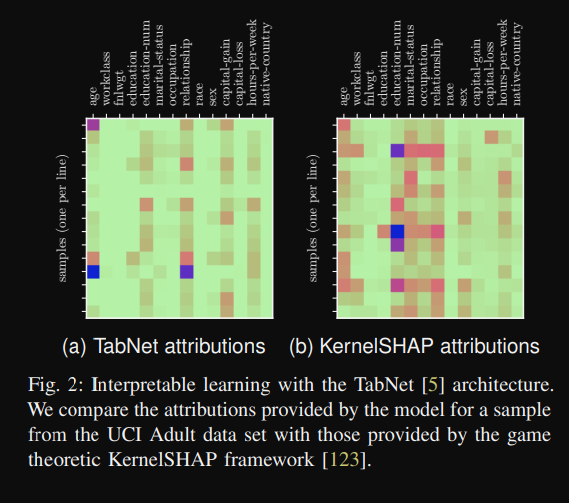 age
workclass
fnlwgt
education
education-num
marital-status
occupation
relationship
race
sex
capital-gain
capital-loss
hours-per-week
native-country
samples (one per line)
(a) TabNet attributions
age
workclass
fnlwgt
education
education-num
marital-status
occupation
relationship
race
sex
capital-gain
capital-loss
hours-per-week
native-country
samples (one per line)
(b) KernelSHAP attributions
Fig. 2: Interpretable learning with the TabNet [5] architecture.
We compare the attributions provided by the model for a sample
from the UCI Adult data set with those provided by the game
theoretic KernelSHAP framework [123].